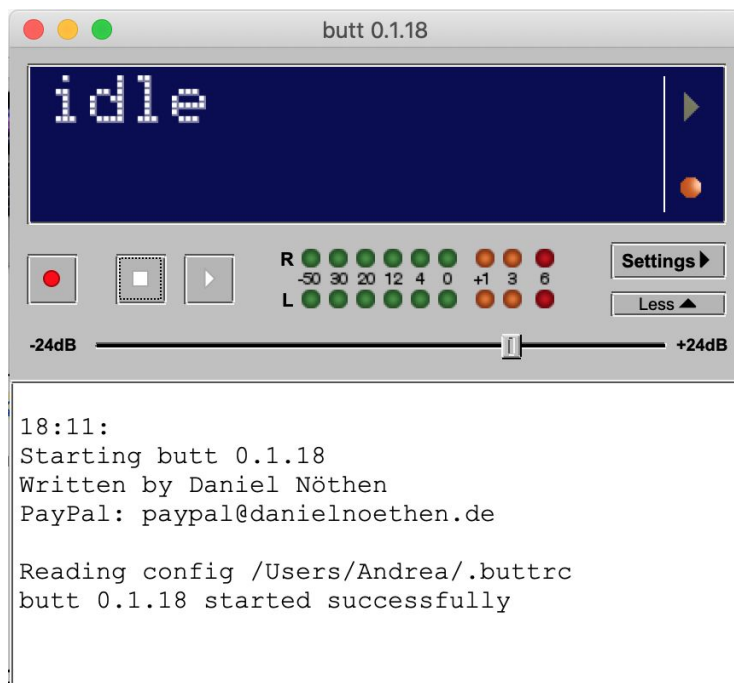 butt 0.1.18
idle
R
-50 30 20 12 4 0 +1 3 6
L
Settings
Less
-24dB +24dB
18:11:
Starting butt 0.1.18
Written by Daniel Nöthen
PayPal: paypal@danielnoethen.de
Reading config /Users/Andrea/.buttrc
butt 0.1.18 started successfully